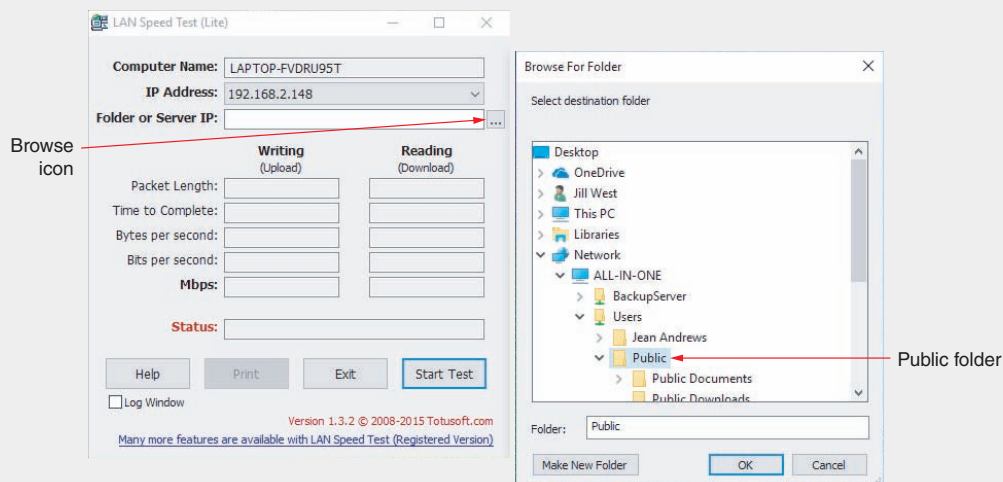 LAN Speed Test (Lite)
Computer Name: LAPTOP-FVDRU95T
IP Address: 192.168.2.148
Folder or Server IP:
...
Browse
icon
Writing
(Upload)
Reading
(Download)
Packet Length:
Time to Complete:
Bytes per second:
Bits per second:
Mbps:
Status:
Help
Print
Exit
Start Test
Log Window
Version 1.3.2 © 2008-2015 Totusoft.com
Many more features are available with LAN Speed Test (Registered Version)
Browse For Folder
Select destination folder
Desktop
OneDrive
Jill West
This PC
Libraries
Network
ALL-IN-ONE
BackupServer
Users
Jean Andrews
Public
Public folder
Public Documents
Public Downloads
Folder: Public
Make New Folder
OK
Cancel